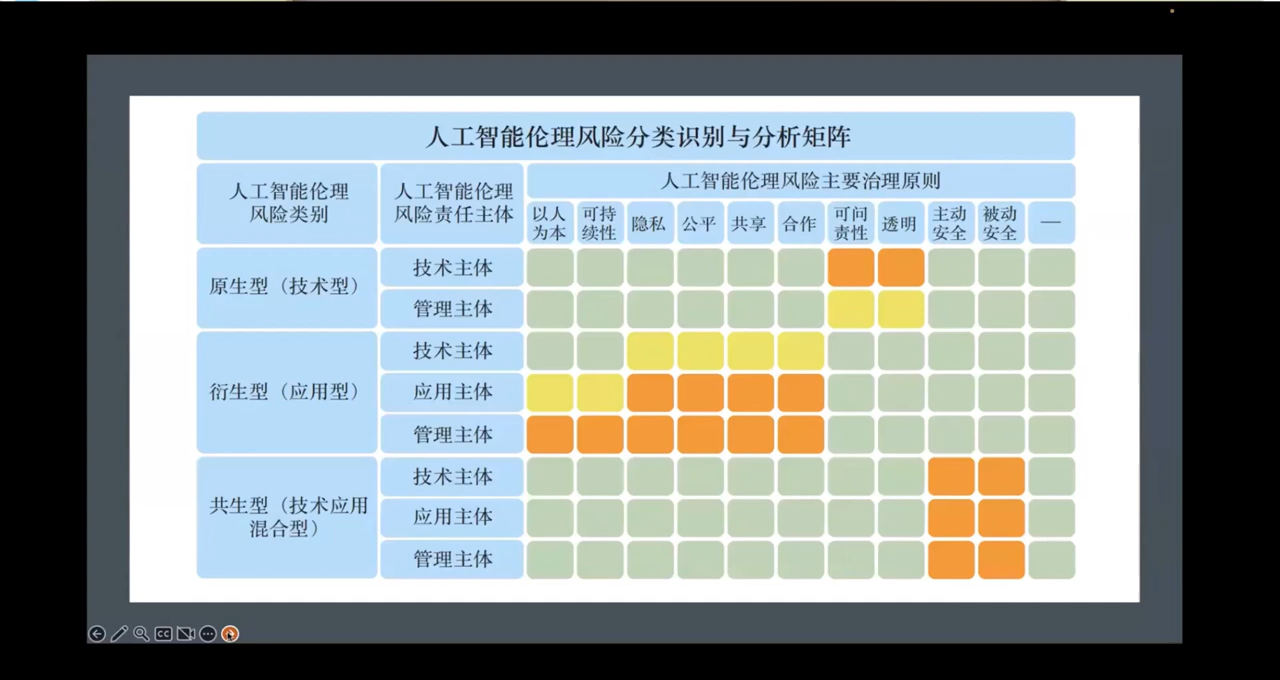 人工智能伦理风险分类识别与分析矩阵
人工智能伦理
风险类别
人工智能伦理
风险责任主体
人工智能伦理风险主要治理原则
以人
为本
可持
续性
隐私
公平
共享
合作
可问
责性
透明
主动
安全
被动
安全
—
原生型（技术型）
技术主体
管理主体
衍生型（应用型）
技术主体
应用主体
管理主体
共生型（技术应用
混合型）
技术主体
应用主体
管理主体
CC